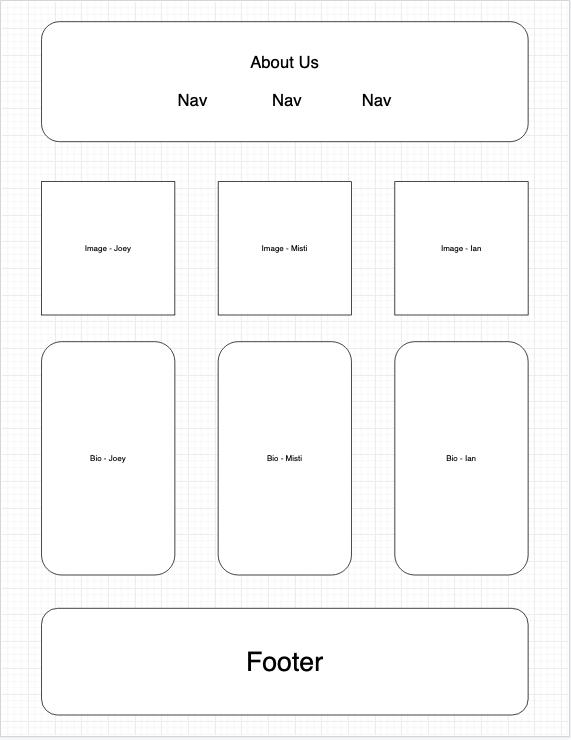 About Us
Nav Nav Nav
Image - Joey Image - Misti Image - Ian
Bio - Joey Bio - Misti Bio - Ian
Footer